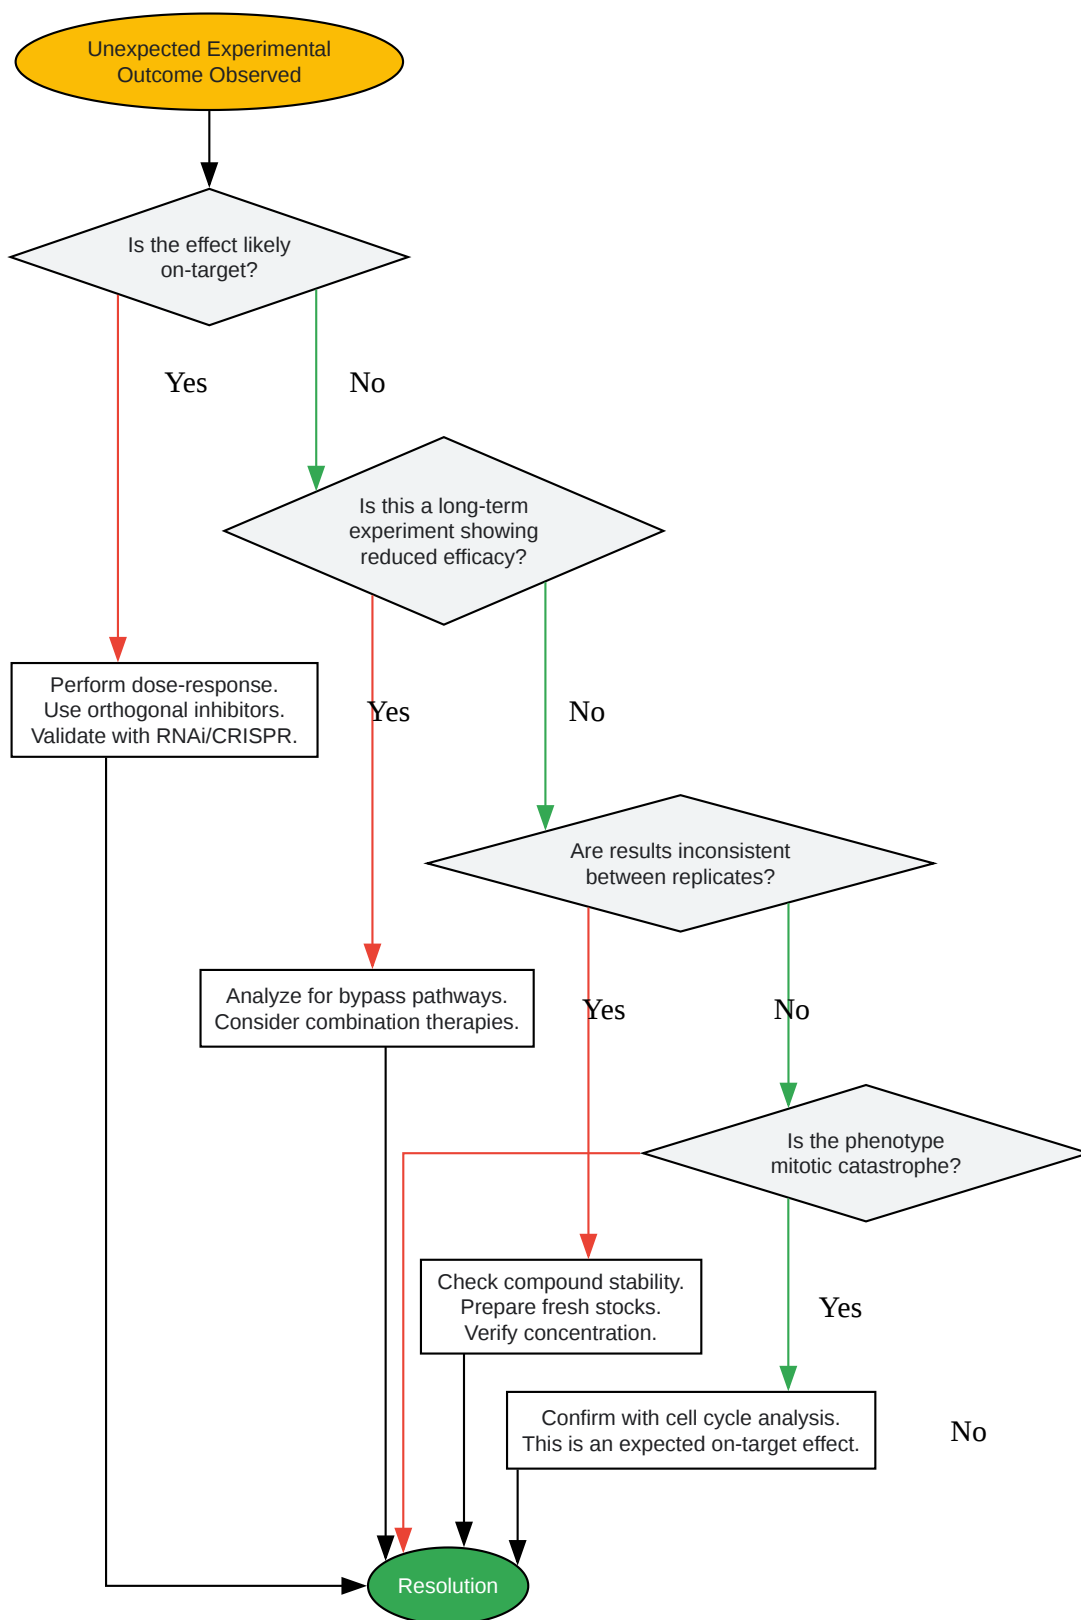 Unexpected Experimental
Outcome Observed
Is the effect likely
on-target?
Yes
No
Is this a long-term
experiment showing
reduced efficacy?
Perform dose-response.
Use orthogonal inhibitors.
Validate with RNAi/CRISPR.
Yes
No
Are results inconsistent
between replicates?
Analyze for bypass pathways.
Consider combination therapies.
Yes
No
Is the phenotype
mitotic catastrophe?
Check compound stability.
Prepare fresh stocks.
Verify concentration.
Yes
Confirm with cell cycle analysis.
This is an expected on-target effect.
No
Resolution